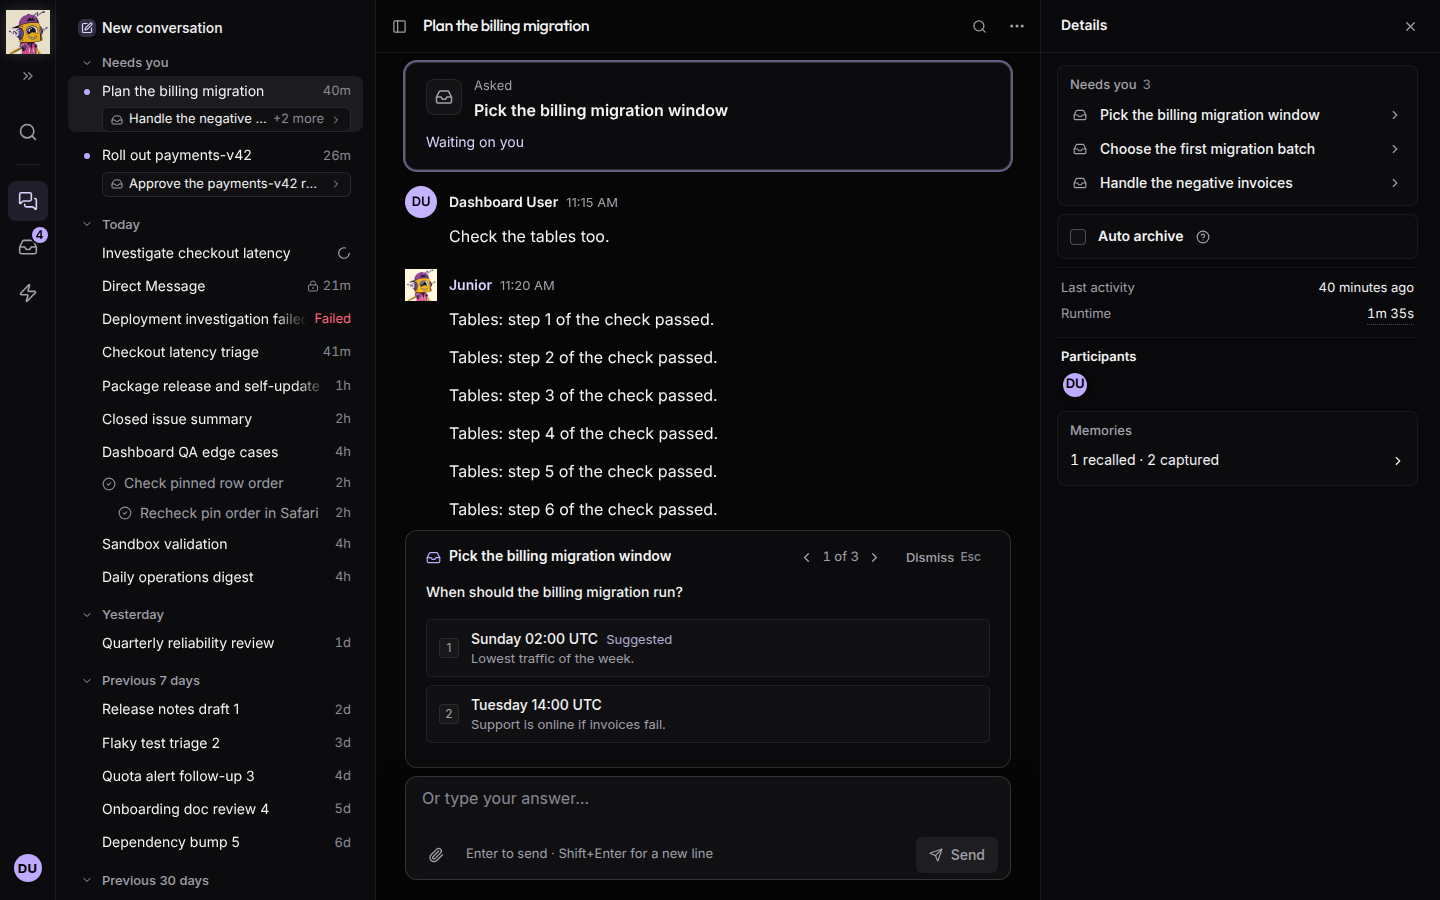 New conversation
Needs you
Plan the billing migration 40m
Handle the negative ... +2 more
Roll out payments-v42 26m
Approve the payments-v42 r...
4
Today
Investigate checkout latency
Direct Message 21m
Deployment investigation failed Failed
Checkout latency triage 41m
Package release and self-update 1h
Closed issue summary 2h
Dashboard QA edge cases 4h
Check pinned row order 2h
Recheck pin order in Safari 2h
Sandbox validation 4h
Daily operations digest 4h
Yesterday
Quarterly reliability review 1d
Previous 7 days
Release notes draft 1 2d
Flaky test triage 2 3d
Quota alert follow-up 3 4d
Onboarding doc review 4 5d
Dependency bump 5 6d
Previous 30 days
DU
Plan the billing migration
Asked
Pick the billing migration window
Waiting on you
DU Dashboard User 11:15 AM
Check the tables too.
Junior 11:20 AM
Tables: step 1 of the check passed.
Tables: step 2 of the check passed.
Tables: step 3 of the check passed.
Tables: step 4 of the check passed.
Tables: step 5 of the check passed.
Tables: step 6 of the check passed.
Pick the billing migration window 1 of 3 Dismiss Esc
When should the billing migration run?
1 Sunday 02:00 UTC Suggested
Lowest traffic of the week.
2 Tuesday 14:00 UTC
Support is online if invoices fail.
Or type your answer...
Enter to send · Shift+Enter for a new line Send
Details
Needs you 3
Pick the billing migration window
Choose the first migration batch
Handle the negative invoices
Auto archive
Last activity 40 minutes ago
Runtime 1m 35s
Participants
DU
Memories
1 recalled · 2 captured